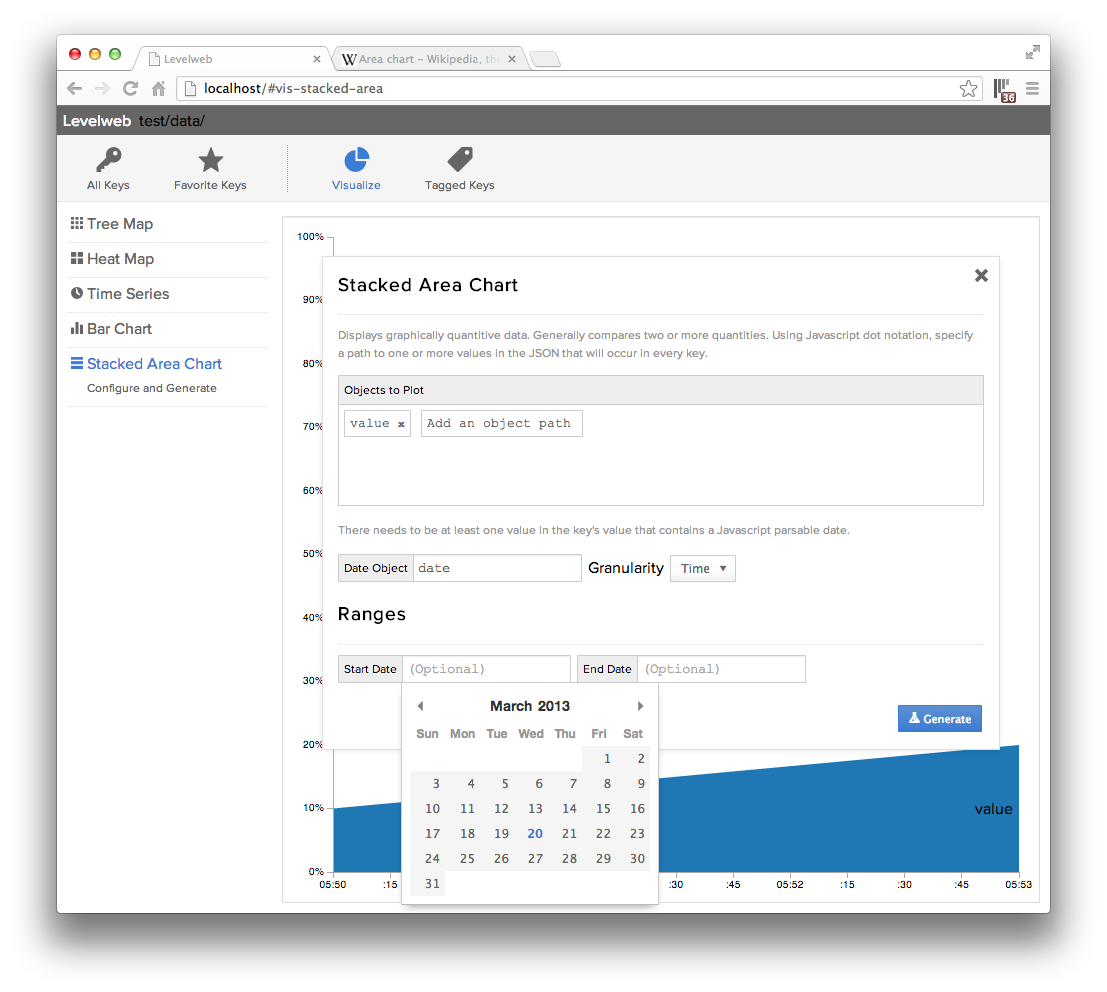 Levelweb
Area chart – Wikipedia, the
localhost/#vis-stacked-area
36
Levelweb test/data/
All Keys
Favorite Keys
Visualize
Tagged Keys
Tree Map
Heat Map
Time Series
Bar Chart
Stacked Area Chart
Configure and Generate
100%
90%
80%
70%
60%
50%
40%
30%
20%
10%
0%
Stacked Area Chart
Displays graphically quantitive data. Generally compares two or more quantities. Using Javascript dot notation, specify
a path to one or more values in the JSON that will occur in every key.
Objects to Plot
value x
Add an object path
There needs to be at least one value in the key's value that contains a Javascript parsable date.
Date Object date Granularity Time
Ranges
Start Date (Optional) End Date (Optional)
Generate
March 2013
Sun Mon Tue Wed Thu Fri Sat
1 2
3 4 5 6 7 8 9
10 11 12 13 14 15 16
17 18 19 20 21 22 23
24 25 26 27 28 29 30
31
value
05:50 :15 :30 :45 05:52 :15 :30 :45 05:53